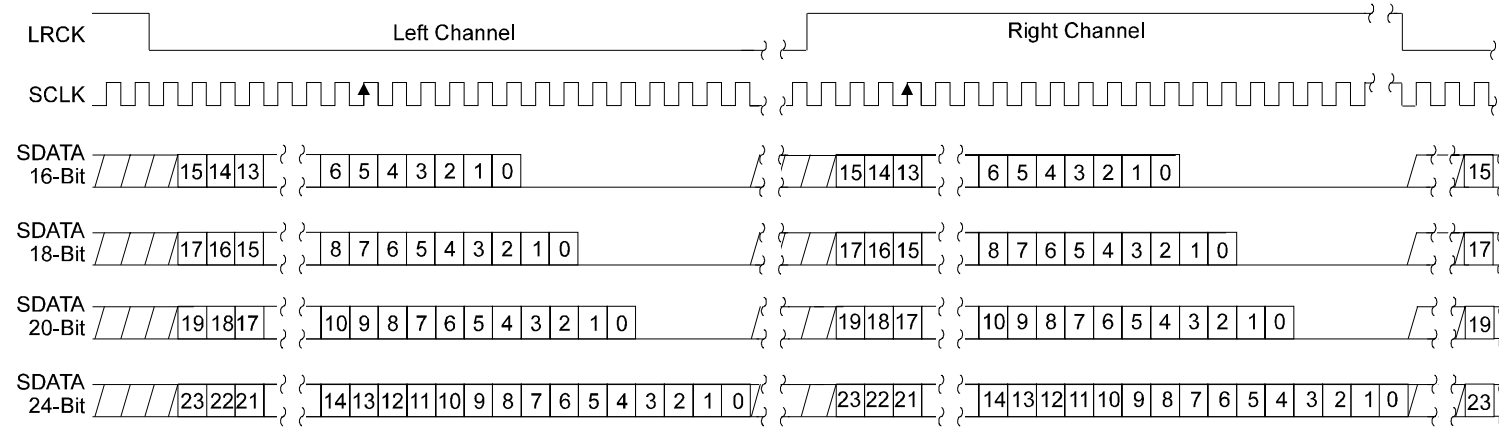 LRCK Left Channel Right Channel
SCLK
SDATA
16-Bit 15 14 13 6 5 4 3 2 1 0 15 14 13 6 5 4 3 2 1 0 15
SDATA
18-Bit 17 16 15 8 7 6 5 4 3 2 1 0 17 16 15 8 7 6 5 4 3 2 1 0 17
SDATA
20-Bit 19 18 17 10 9 8 7 6 5 4 3 2 1 0 19 18 17 10 9 8 7 6 5 4 3 2 1 0 19
SDATA
24-Bit 23 22 21 14 13 12 11 10 9 8 7 6 5 4 3 2 1 0 23 22 21 14 13 12 11 10 9 8 7 6 5 4 3 2 1 0 23